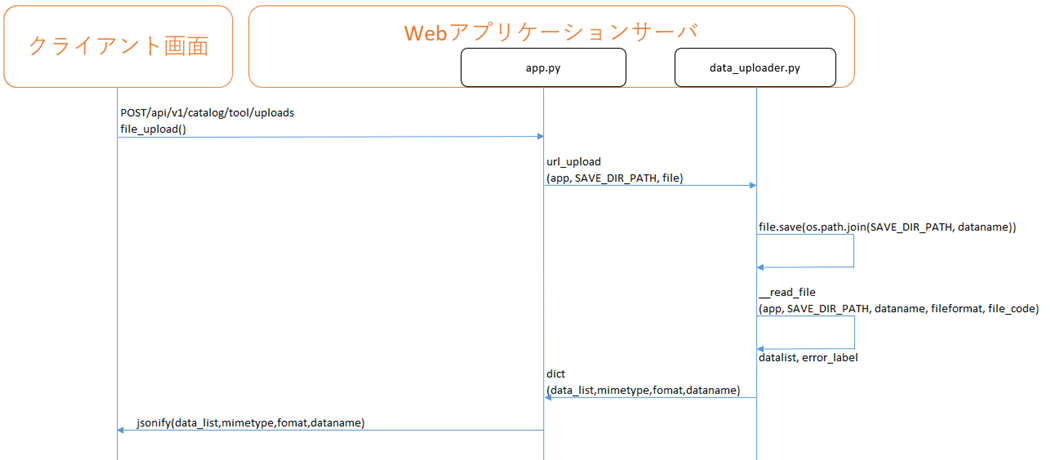 クライアント画面
Webアプリケーションサーバ
app.py
data_uploader.py
POST/api/v1/catalog/tool/uploads
file_upload()
url_upload
(app, SAVE_DIR_PATH, file)
file.save(os.path.join(SAVE_DIR_PATH, dataname))
__read_file
(app, SAVE_DIR_PATH, dataname, fileformat, file_code)
datalist, error_label
dict
(data_list,mimetype,fomat,dataname)
jsonify(data_list,mimetype,fomat,dataname)